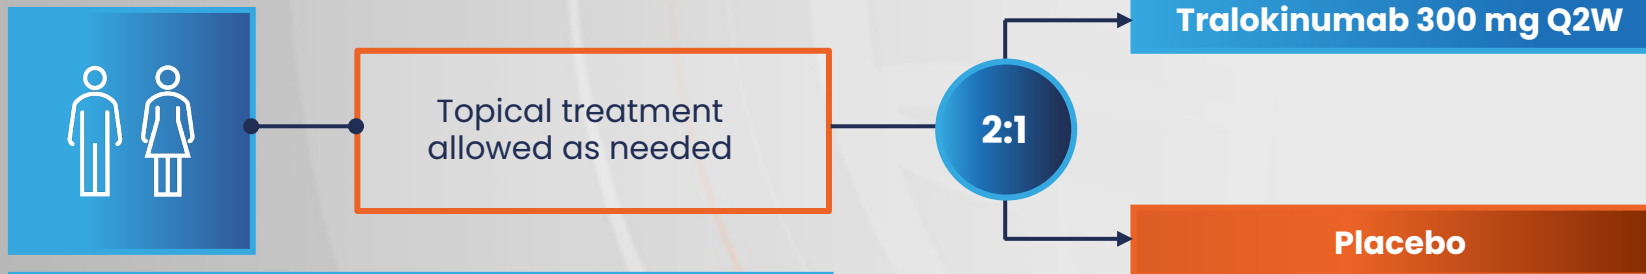 Tralokinumab 300 mg Q2W
Topical treatment
allowed as needed
2:1
Placebo